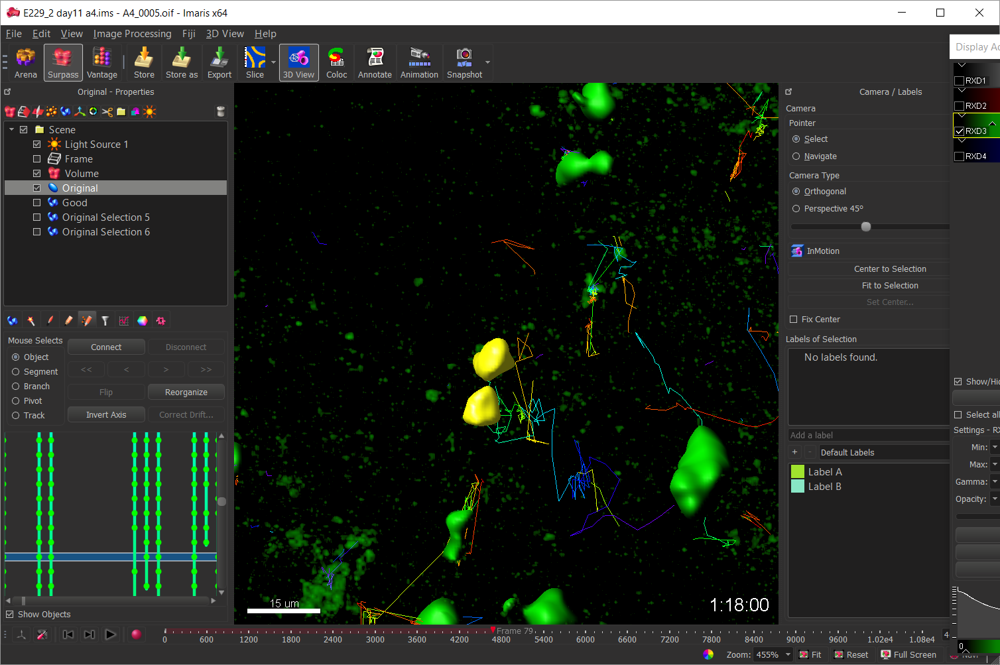 E229_2 day11 a4.ims - A4_0005.oif - Imaris x64
File Edit View Image Processing Fiji 3D View Help
Arena Surpass Vantage Store Store as Export Slice 3D View Coloc Annotate Animation Snapshot
Display Ad
Original - Properties
Scene
Light Source 1
Frame
Volume
Original
Good
Original Selection 5
Original Selection 6
Mouse Selects
Object
Segment
Branch
Pivot
Track
Connect Disconnect
<< < > >>
Flip Reorganize
Invert Axis Correct Drift...
Show Objects
15 um
1:18:00
Camera / Labels
Camera
Pointer
Select
Navigate
Camera Type
Orthogonal
Perspective 45º
InMotion
Center to Selection
Fit to Selection
Set Center...
Fix Center
Labels of Selection
No labels found.
Add a label
+ - Default Labels
Label A
Label B
RXD1
RXD2
RXD3
RXD4
Show/Hid
Select all
Settings - RX
Min:
Max:
Gamma:
Opacity:
0
Frame 79
0 600 1200 1800 2400 3000 3600 4200 4800 5400 6000 6600 7200 7800 8400 9000 9600 1.02e4 1.08e4 4
Zoom: 455% Fit Reset Full Screen Navi